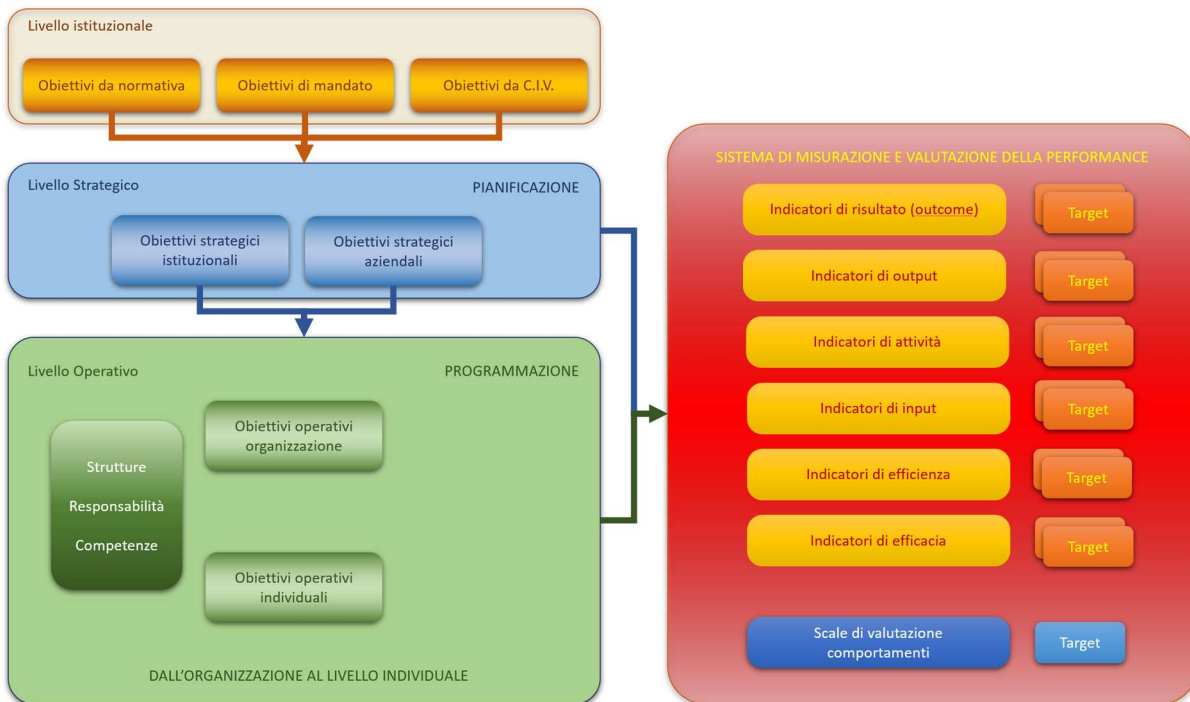 Livello istituzionale
Obiettivi da normativa
Obiettivi di mandato
Obiettivi da C.I.V.
Livello Strategico
PIANIFICAZIONE
Obiettivi strategici
istituzionali
Obiettivi strategici
aziendali
Livello Operativo
PROGRAMMAZIONE
Strutture
Responsabilità
Competenze
Obiettivi operativi
organizzazione
Obiettivi operativi
individuali
DALL'ORGANIZZAZIONE AL LIVELLO INDIVIDUALE
SISTEMA DI MISURAZIONE E VALUTAZIONE DELLA PERFORMANCE
Indicatori di risultato (outcome)
Target
Indicatori di output
Target
Indicatori di attività
Target
Indicatori di input
Target
Indicatori di efficienza
Target
Indicatori di efficacia
Target
Scale di valutazione
comportamenti
Target